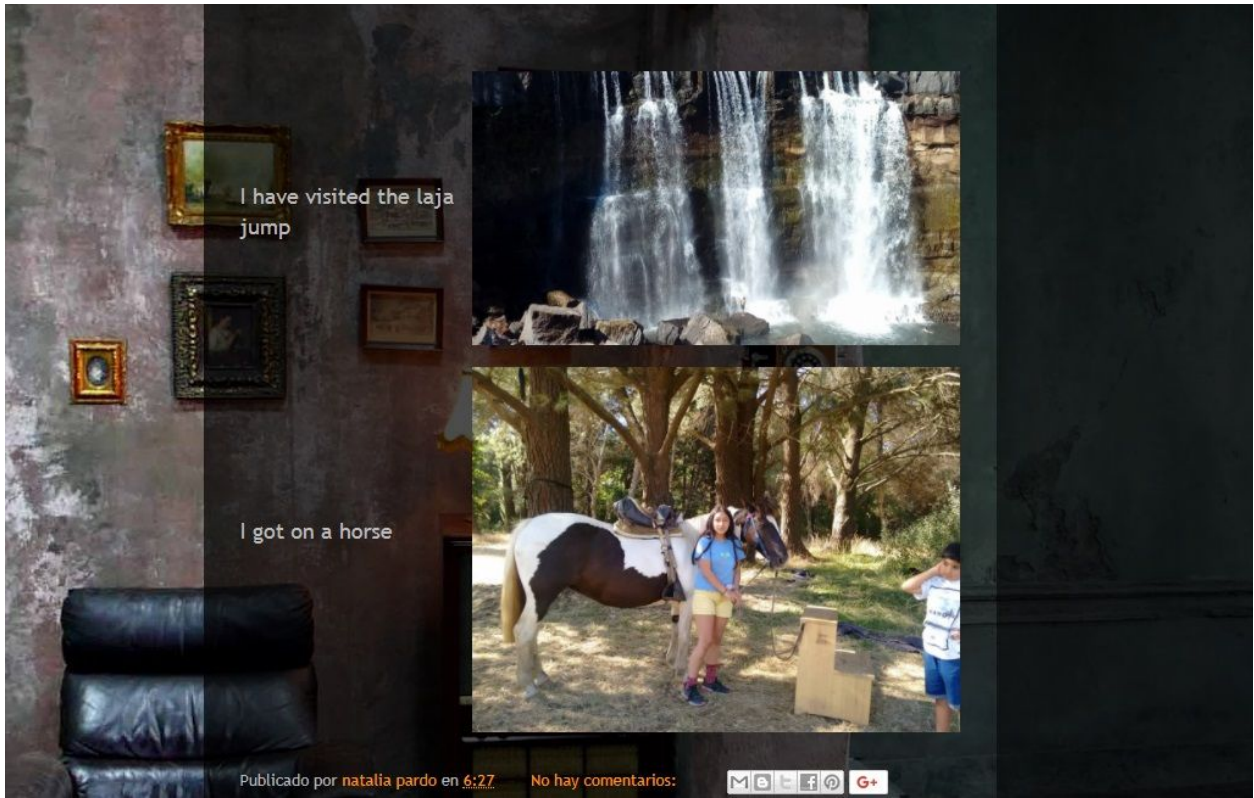 I have visited the laja
jump
I got on a horse
Publicado por natalia pardo en 6:27 No hay comentarios: G+